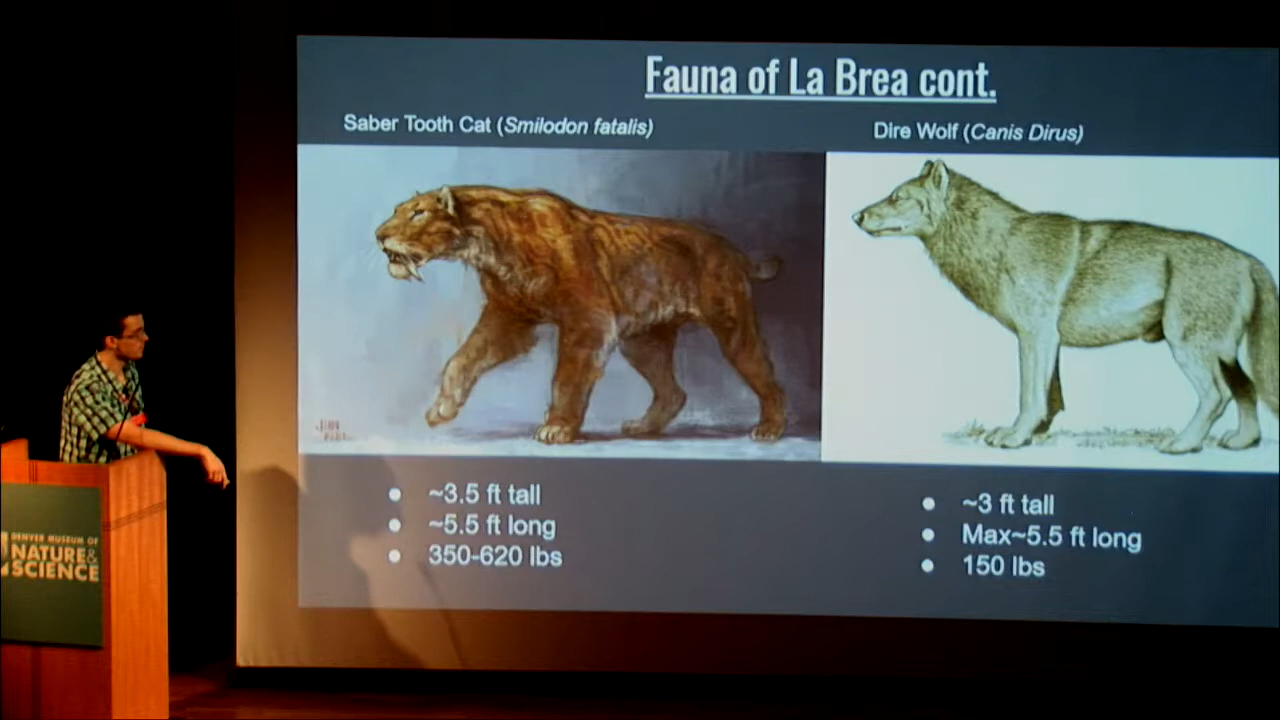 Fauna of La Brea cont.
Saber Tooth Cat (Smilodon fatalis)
Dire Wolf (Canis Dirus)
● ~3.5 ft tall
● ~5.5 ft long
● 350-620 lbs
● ~3 ft tall
● Max~5.5 ft long
● 150 lbs
DENVER MUSEUM OF
NATURE&
SCIENCE